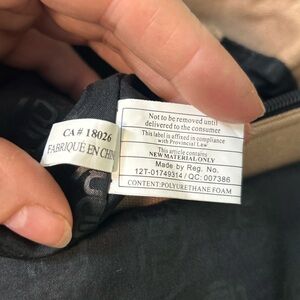 CA# 18026
FABRIQUÉ EN CHINE
Not to be removed until
delivered to the consumer
This label is affixed in compliance
with Provincial Law
This article contains
NEW MATERIAL ONLY
Made by Reg. No.
12T-01749314 / QC: 007386
CONTENT:POLYURETHANE FOAM